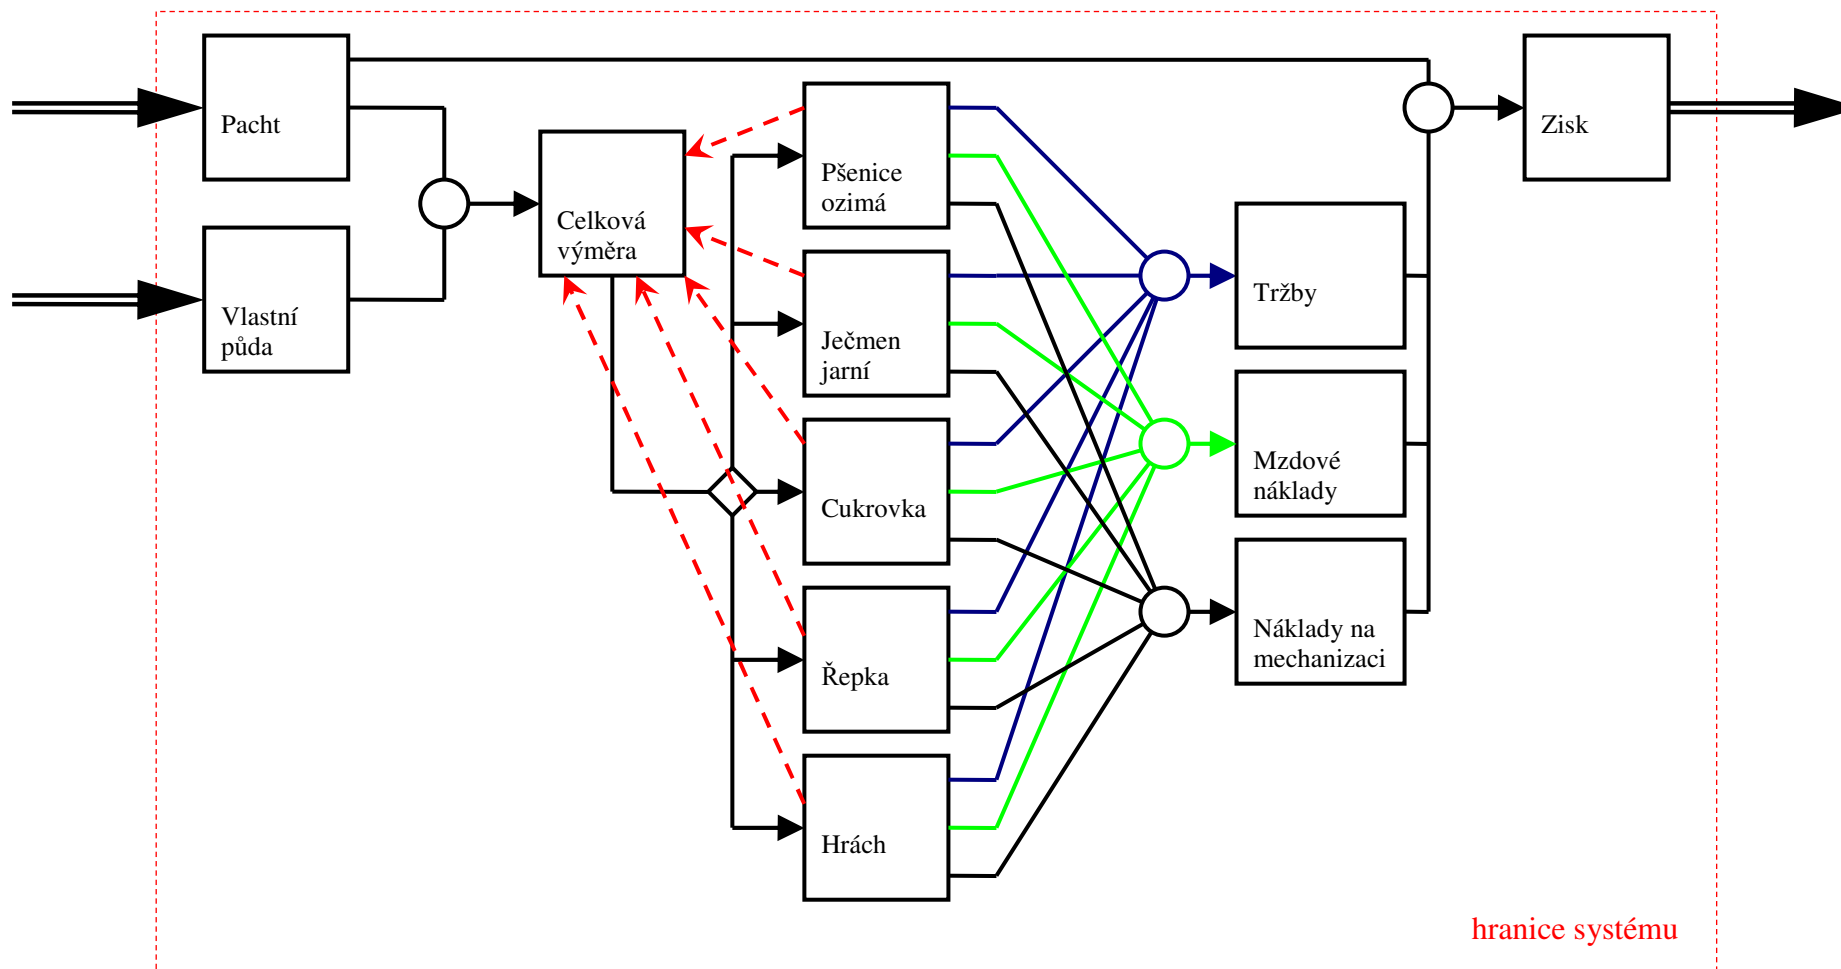 Pacht
Zisk
Pšenice
ozimá
Celková
výměra
Vlastní
půda
Ječmen
jarní
Tržby
Cukrovka
Mzdové
náklady
Řepka
Náklady na
mechanizaci
Hrách
hranice systému